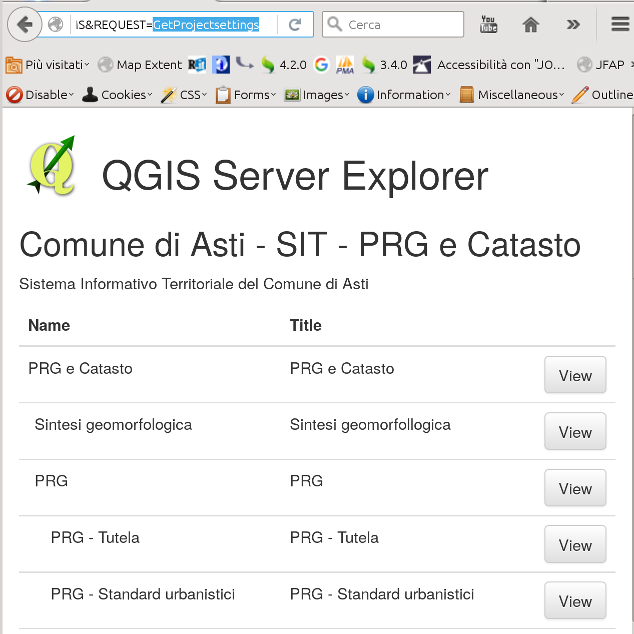 iS&REQUEST=GetProjectsettings Cerca You Tube
Più visitati Map Extent 4.2.0 G PMA 3.4.0 Accessibilità con "JO... JFAP
Disable Cookies CSS Forms Images Information Miscellaneous Outline
QGIS Server Explorer
Comune di Asti - SIT - PRG e Catasto
Sistema Informativo Territoriale del Comune di Asti
Name Title
PRG e Catasto PRG e Catasto View
Sintesi geomorfologica Sintesi geomorfollogica View
PRG PRG View
PRG - Tutela PRG - Tutela View
PRG - Standard urbanistici PRG - Standard urbanistici View